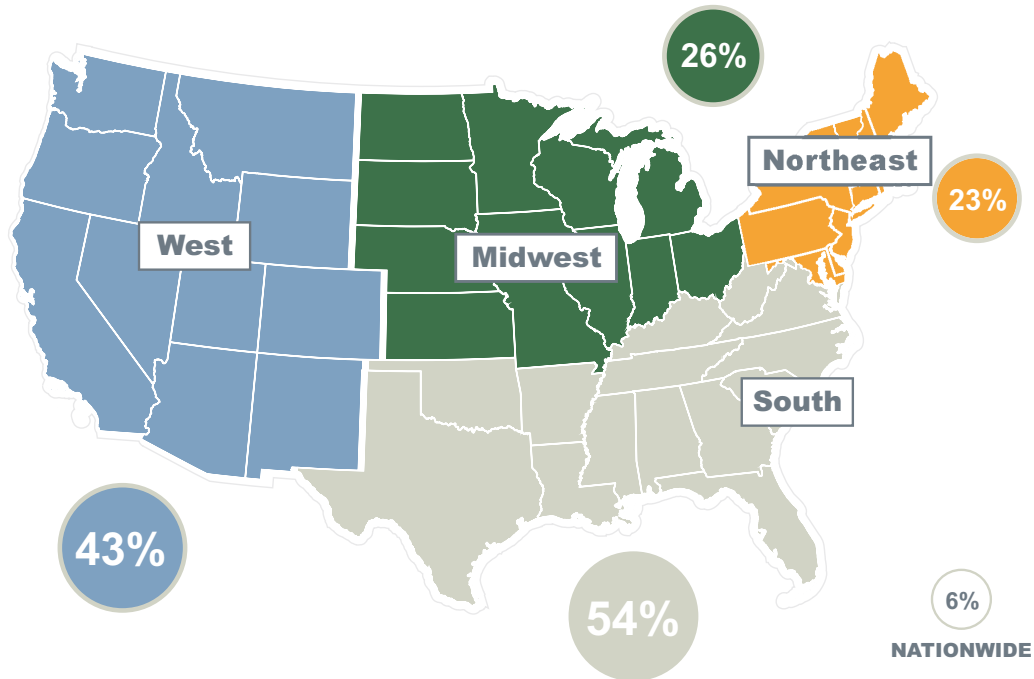 26%
Northeast
23%
West
Midwest
South
43%
54%
6%
NATIONWIDE